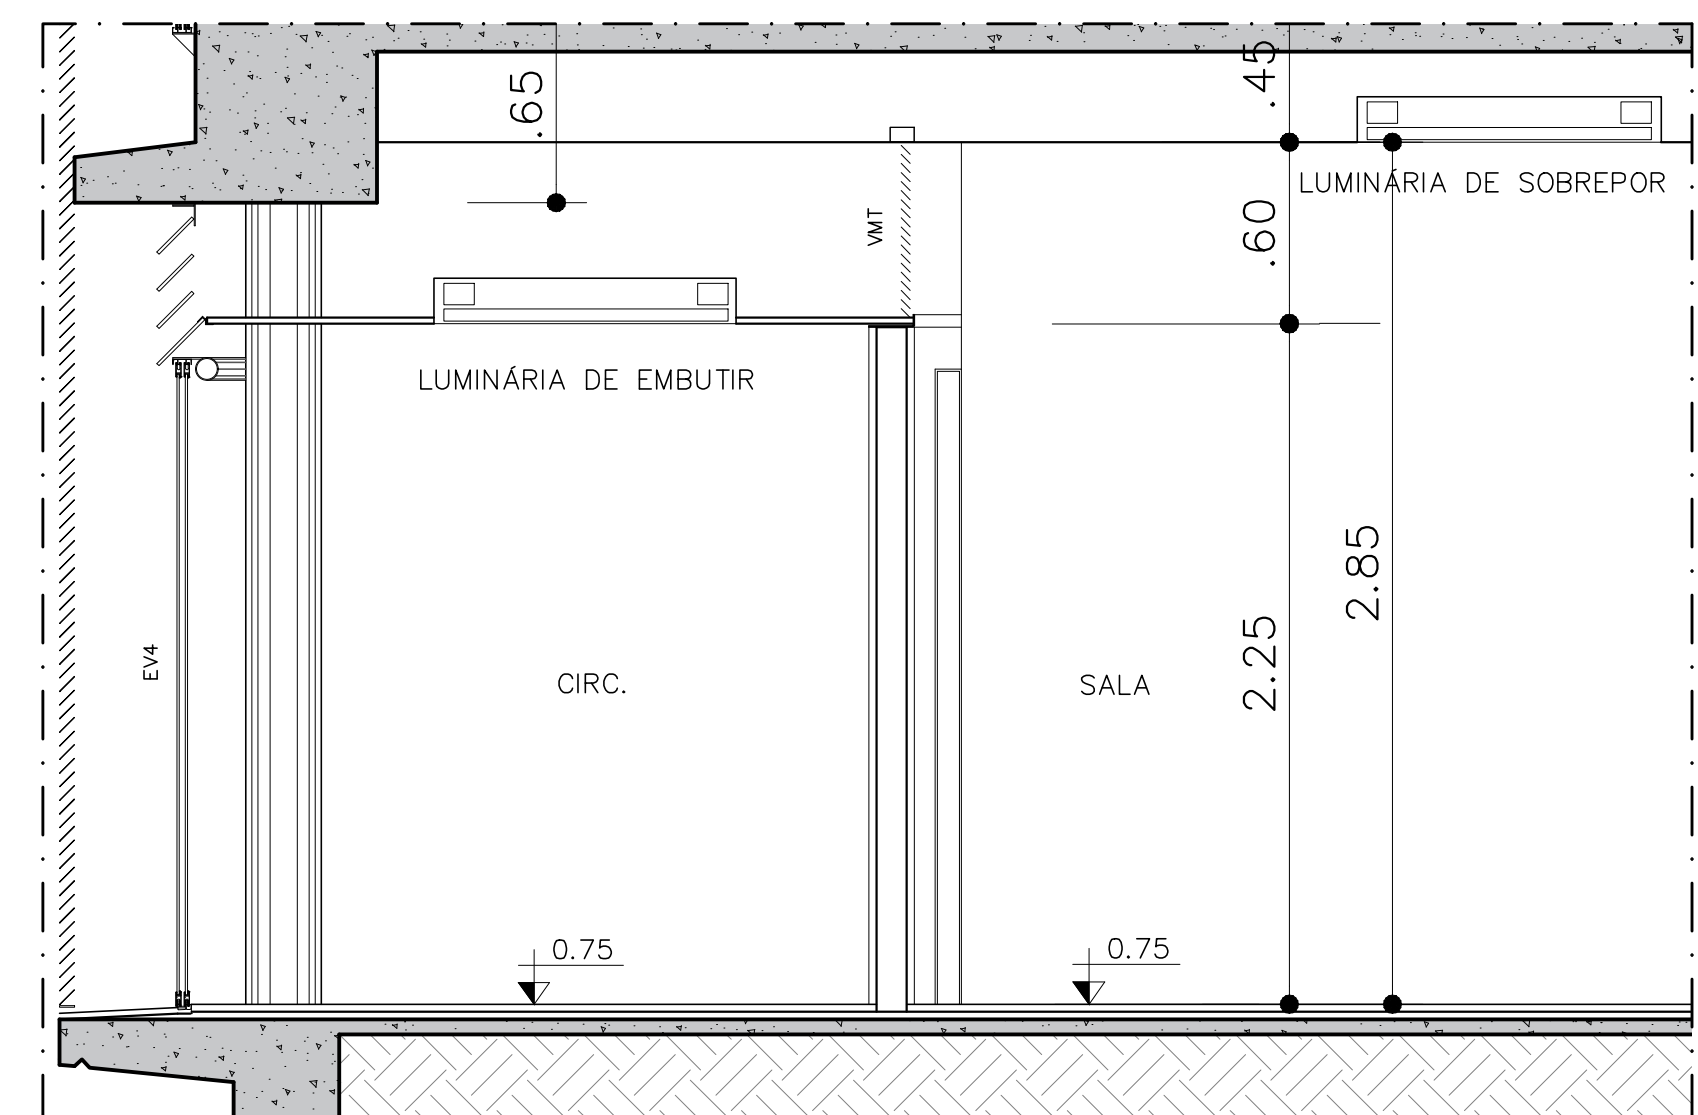 .65
.45
LUMINÁRIA DE SOBREPOR
VMT
.60
LUMINÁRIA DE EMBUTIR
2.85
EV4
CIRC.
SALA
2.25
0.75
0.75